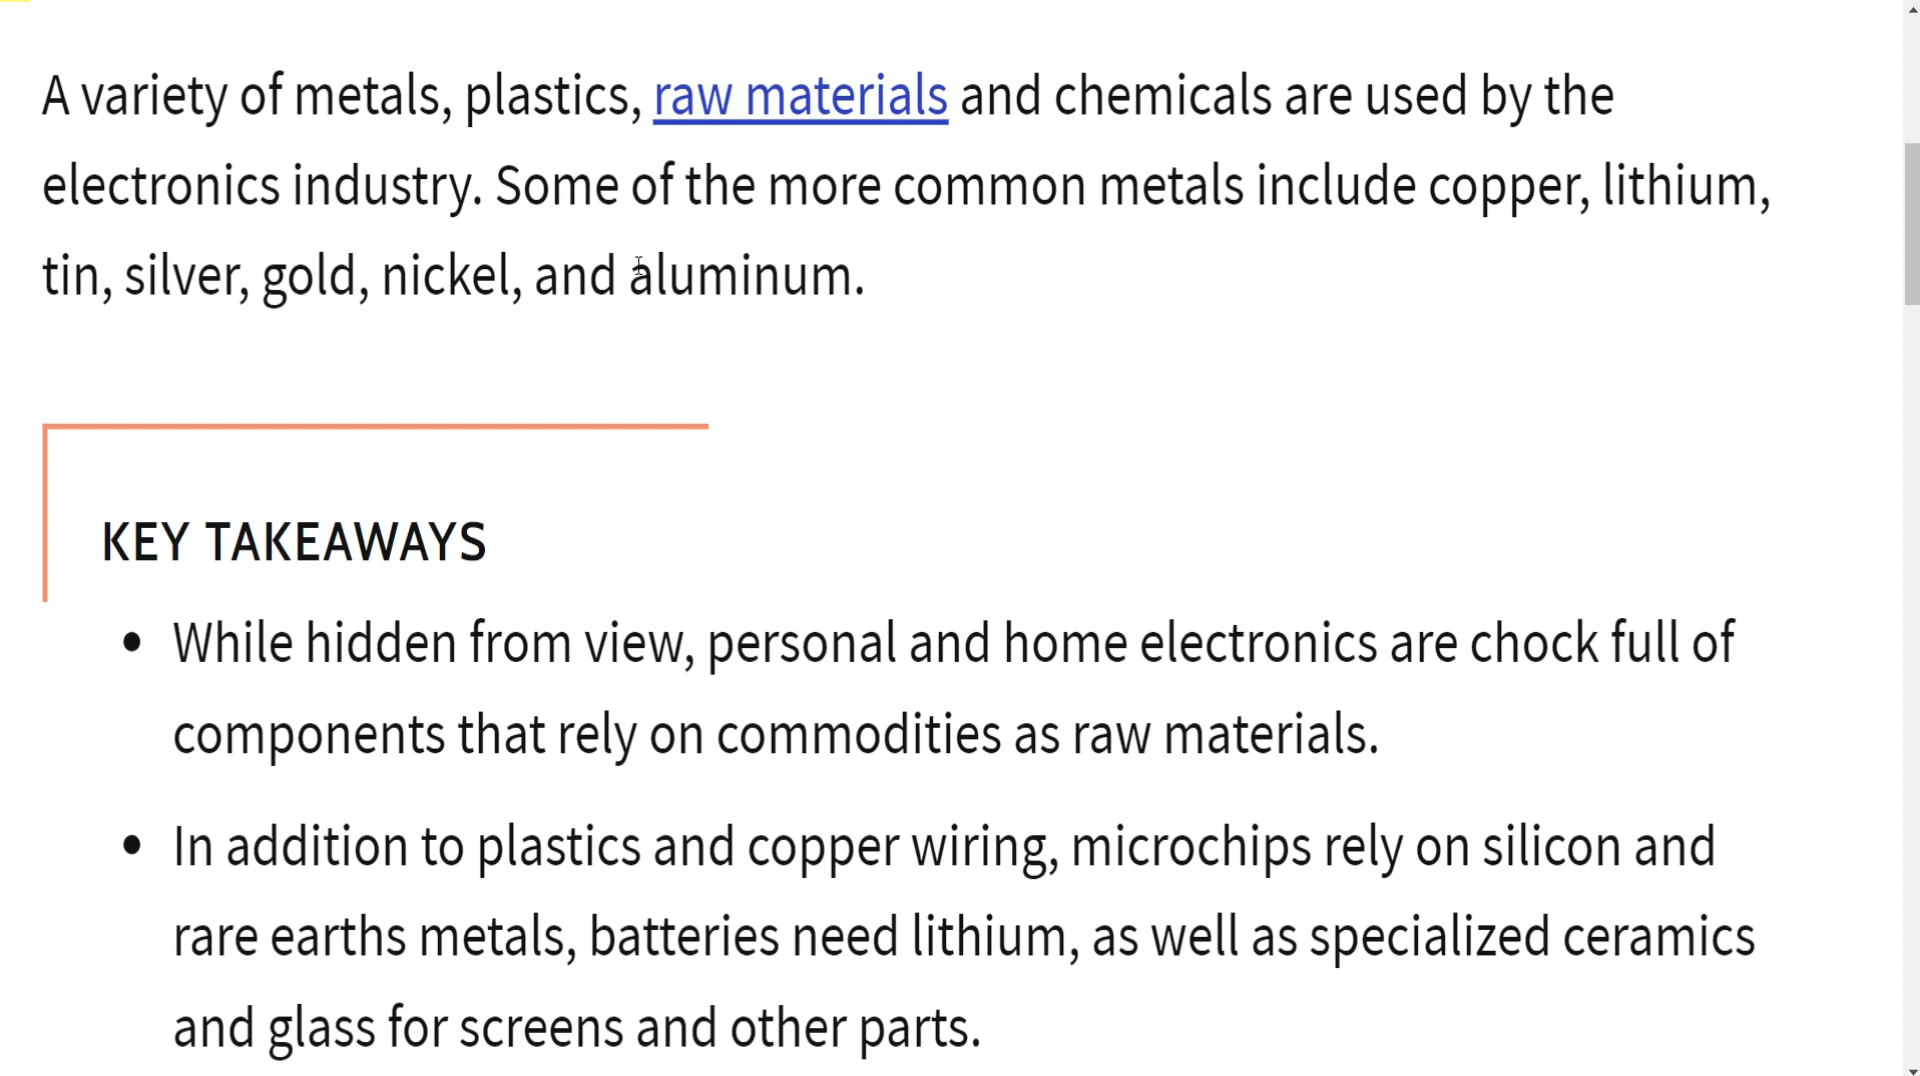 A variety of metals, plastics, raw materials and chemicals are used by the
electronics industry. Some of the more common metals include copper, lithium,
tin, silver, gold, nickel, and aluminum.
KEY TAKEAWAYS
• While hidden from view, personal and home electronics are chock full of
components that rely on commodities as raw materials.
• In addition to plastics and copper wiring, microchips rely on silicon and
rare earths metals, batteries need lithium, as well as specialized ceramics
and glass for screens and other parts.